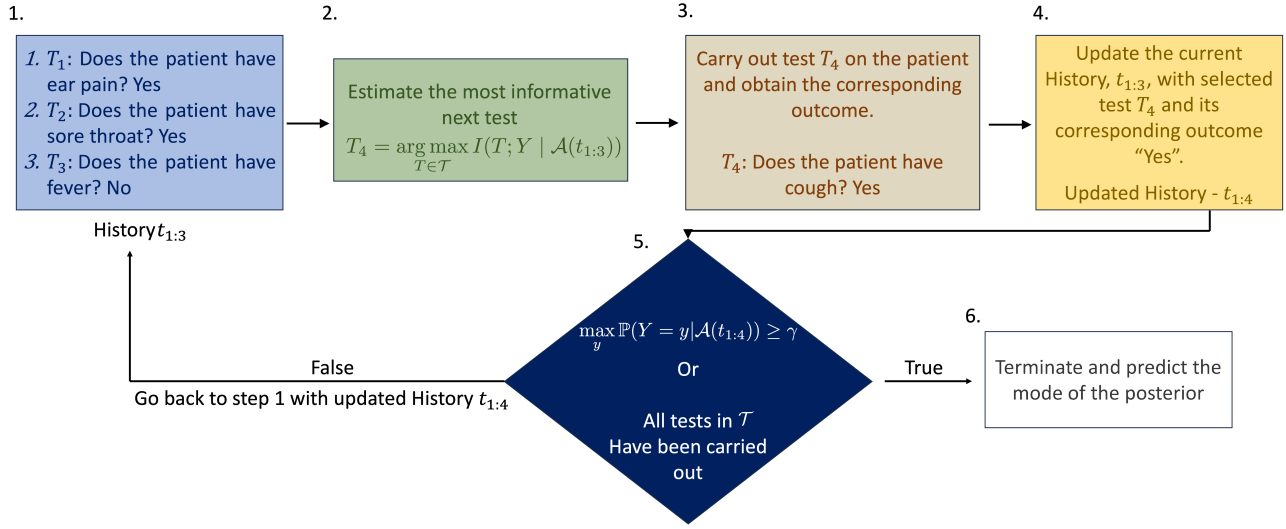 1.
1. T₁: Does the patient have
ear pain? Yes
2. T₂: Does the patient have
sore throat? Yes
3. T₃: Does the patient have
fever? No
History t₁:₃
2.
Estimate the most informative
next test
T₄ = arg max I(T; Y | 𝒜(t₁:₃))
T∈𝒯
3.
Carry out test T₄ on the patient
and obtain the corresponding
outcome.
T₄: Does the patient have
cough? Yes
4.
Update the current
History, t₁:₃, with selected
test T₄ and its
corresponding outcome
“Yes”.
Updated History - t₁:₄
5.
max ℙ(Y = y|𝒜(t₁:₄)) ≥ γ
y
Or
All tests in 𝒯
Have been carried
out
False
Go back to step 1 with updated History t₁:₄
True
6.
Terminate and predict the
mode of the posterior